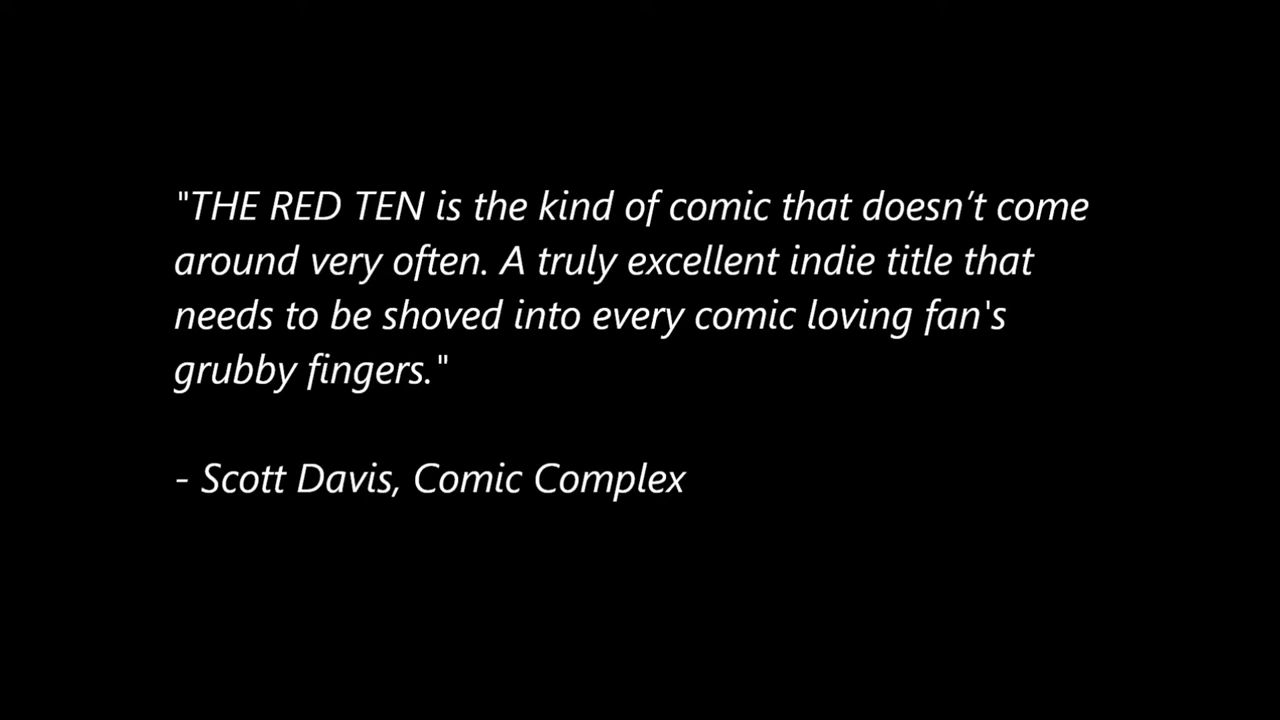 "THE RED TEN is the kind of comic that doesn’t come
around very often. A truly excellent indie title that
needs to be shoved into every comic loving fan's
grubby fingers."
- Scott Davis, Comic Complex